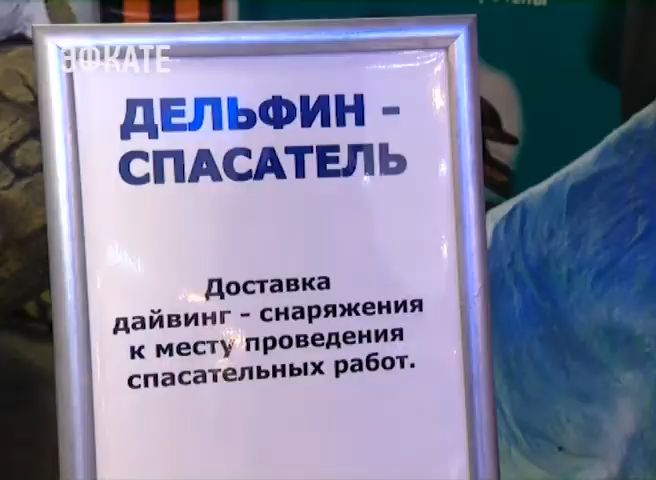 ЭФКАТЕ
ДЕЛЬФИН -
СПАСАТЕЛЬ
Доставка
дайвинг - снаряжения
к месту проведения
спасательных работ.